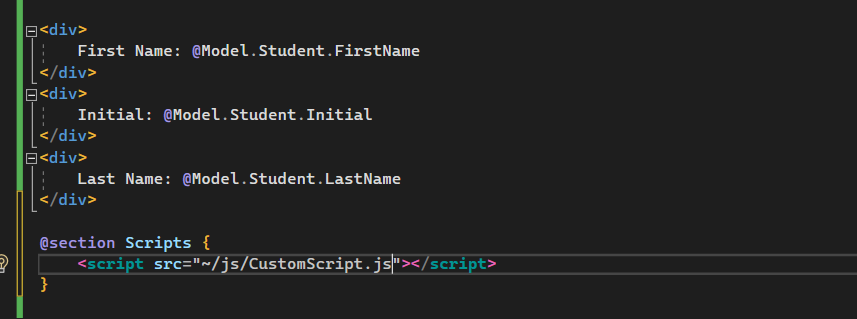 <div>
First Name: @Model.Student.FirstName
</div>
<div>
Initial: @Model.Student.Initial
</div>
<div>
Last Name: @Model.Student.LastName
</div>
@section Scripts {
<script src="~/js/CustomScript.js"></script>
}